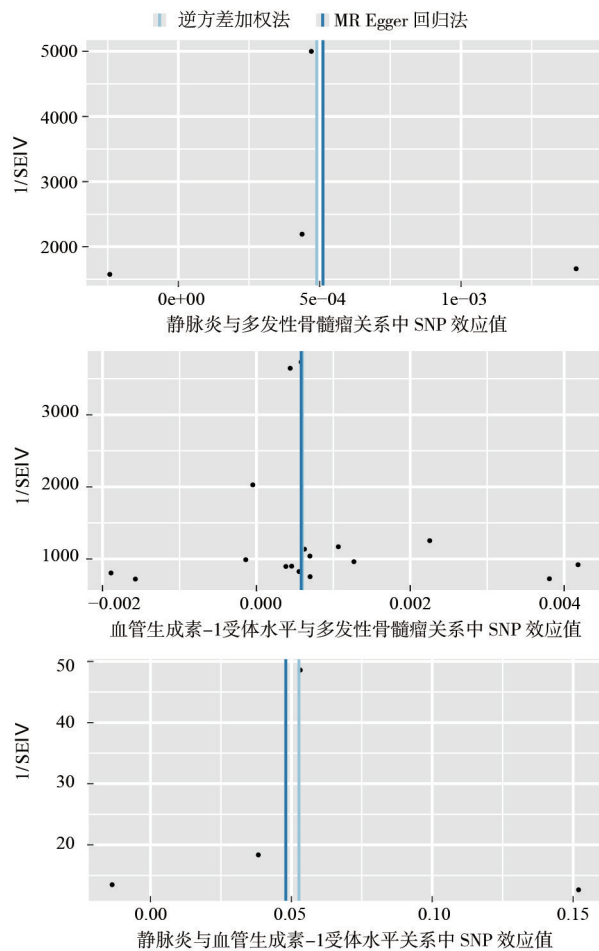 逆方差加权法 MR Egger 回归法
5000
4000
3000
2000
1/SEIV
0e+00 5e−04 1e−03
静脉炎与多发性骨髓瘤关系中 SNP 效应值
3000
2000
1000
1/SEIV
−0.002 0.000 0.002 0.004
血管生成素-1受体水平与多发性骨髓瘤关系中 SNP 效应值
50
40
30
20
1/SEIV
0.00 0.05 0.10 0.15
静脉炎与血管生成素-1受体水平关系中 SNP 效应值